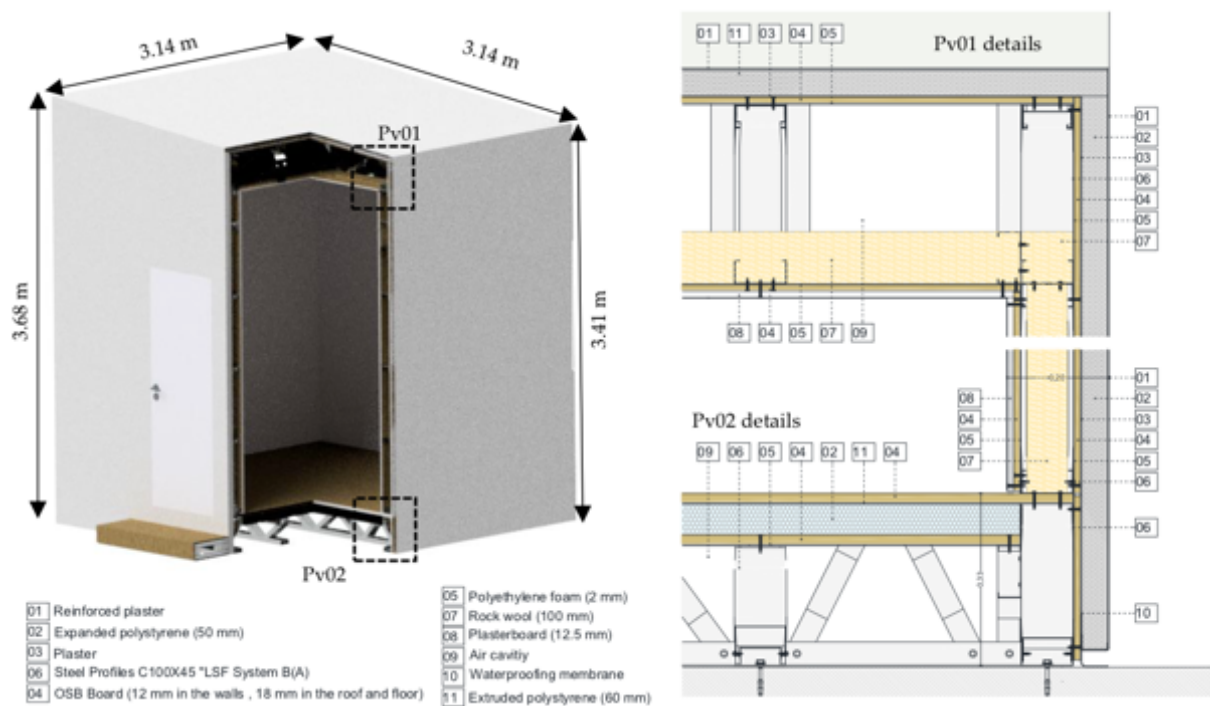 3.14 m
3.14 m
Pv01
3.68 m
3.41 m
Pv02
01 Reinforced plaster
02 Expanded polystyrene (50 mm)
03 Plaster
06 Steel Profiles C100X45 "LSF System B(A)
04 OSB Board (12 mm in the walls , 18 mm in the roof and floor)
05 Polyethylene foam (2 mm)
07 Rock wool (100 mm)
08 Plasterboard (12.5 mm)
09 Air cavitiy
10 Waterproofing membrane
11 Extruded polystyrene (60 mm)
01 11 03 04 05
Pv01 details
01
02
03
06
04
05
07
08 04 05 07 09
0,20
01
02
03
04
05
06
08
04
05
07
Pv02 details
09 06 05 04 02 11 04
06
0,33
10